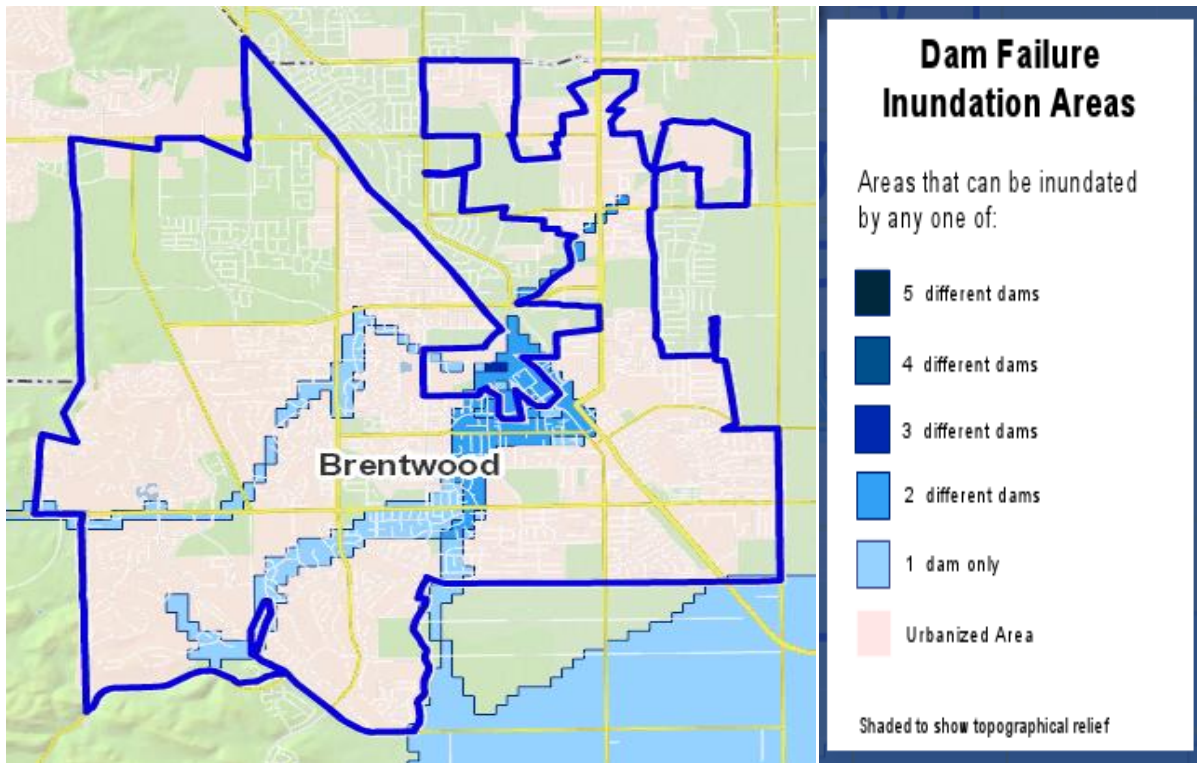 Brentwood
Dam Failure
Inundation Areas
Areas that can be inundated
by any one of:
5 different dams
4 different dams
3 different dams
2 different dams
1 dam only
Urbanized Area
Shaded to show topographical relief